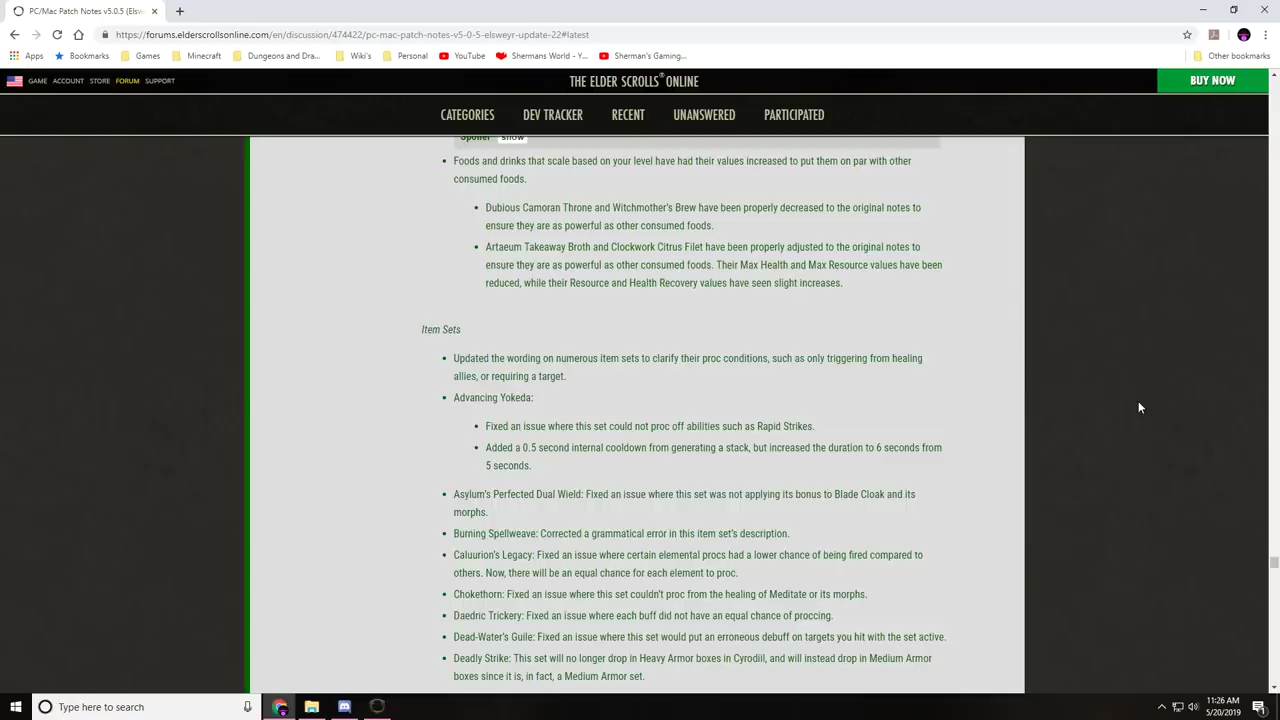 PC/Mac Patch Notes v5.0.5 (Elsw
https://forums.elderscrollsonline.com/en/discussion/474422/pc-mac-patch-notes-v5-0-5-elsweyr-update-22#latest
Apps Bookmarks Games Minecraft Dungeons and Dra... Wiki's Personal YouTube Shermans World - Y... Sherman's Gaming... Other bookmarks
GAME ACCOUNT STORE FORUM SUPPORT THE ELDER SCROLLS® ONLINE BUY NOW
CATEGORIES DEV TRACKER RECENT UNANSWERED PARTICIPATED
Spoiler show
Foods and drinks that scale based on your level have had their values increased to put them on par with other
consumed foods.
Dubious Camoran Throne and Witchmother's Brew have been properly decreased to the original notes to
ensure they are as powerful as other consumed foods.
Artaeum Takeaway Broth and Clockwork Citrus Filet have been properly adjusted to the original notes to
ensure they are as powerful as other consumed foods. Their Max Health and Max Resource values have been
reduced, while their Resource and Health Recovery values have seen slight increases.
Item Sets
Updated the wording on numerous item sets to clarify their proc conditions, such as only triggering from healing
allies, or requiring a target.
Advancing Yokeda:
Fixed an issue where this set could not proc off abilities such as Rapid Strikes.
Added a 0.5 second internal cooldown from generating a stack, but increased the duration to 6 seconds from
5 seconds.
Asylum's Perfected Dual Wield: Fixed an issue where this set was not applying its bonus to Blade Cloak and its
morphs.
Burning Spellweave: Corrected a grammatical error in this item set's description.
Caluurion's Legacy: Fixed an issue where certain elemental procs had a lower chance of being fired compared to
others. Now, there will be an equal chance for each element to proc.
Chokethorn: Fixed an issue where this set couldn't proc from the healing of Meditate or its morphs.
Daedric Trickery: Fixed an issue where each buff did not have an equal chance of proccing.
Dead-Water's Guile: Fixed an issue where this set would put an erroneous debuff on targets you hit with the set active.
Deadly Strike: This set will no longer drop in Heavy Armor boxes in Cyrodiil, and will instead drop in Medium Armor
boxes since it is, in fact, a Medium Armor set.
Type here to search
11:26 AM
5/20/2019